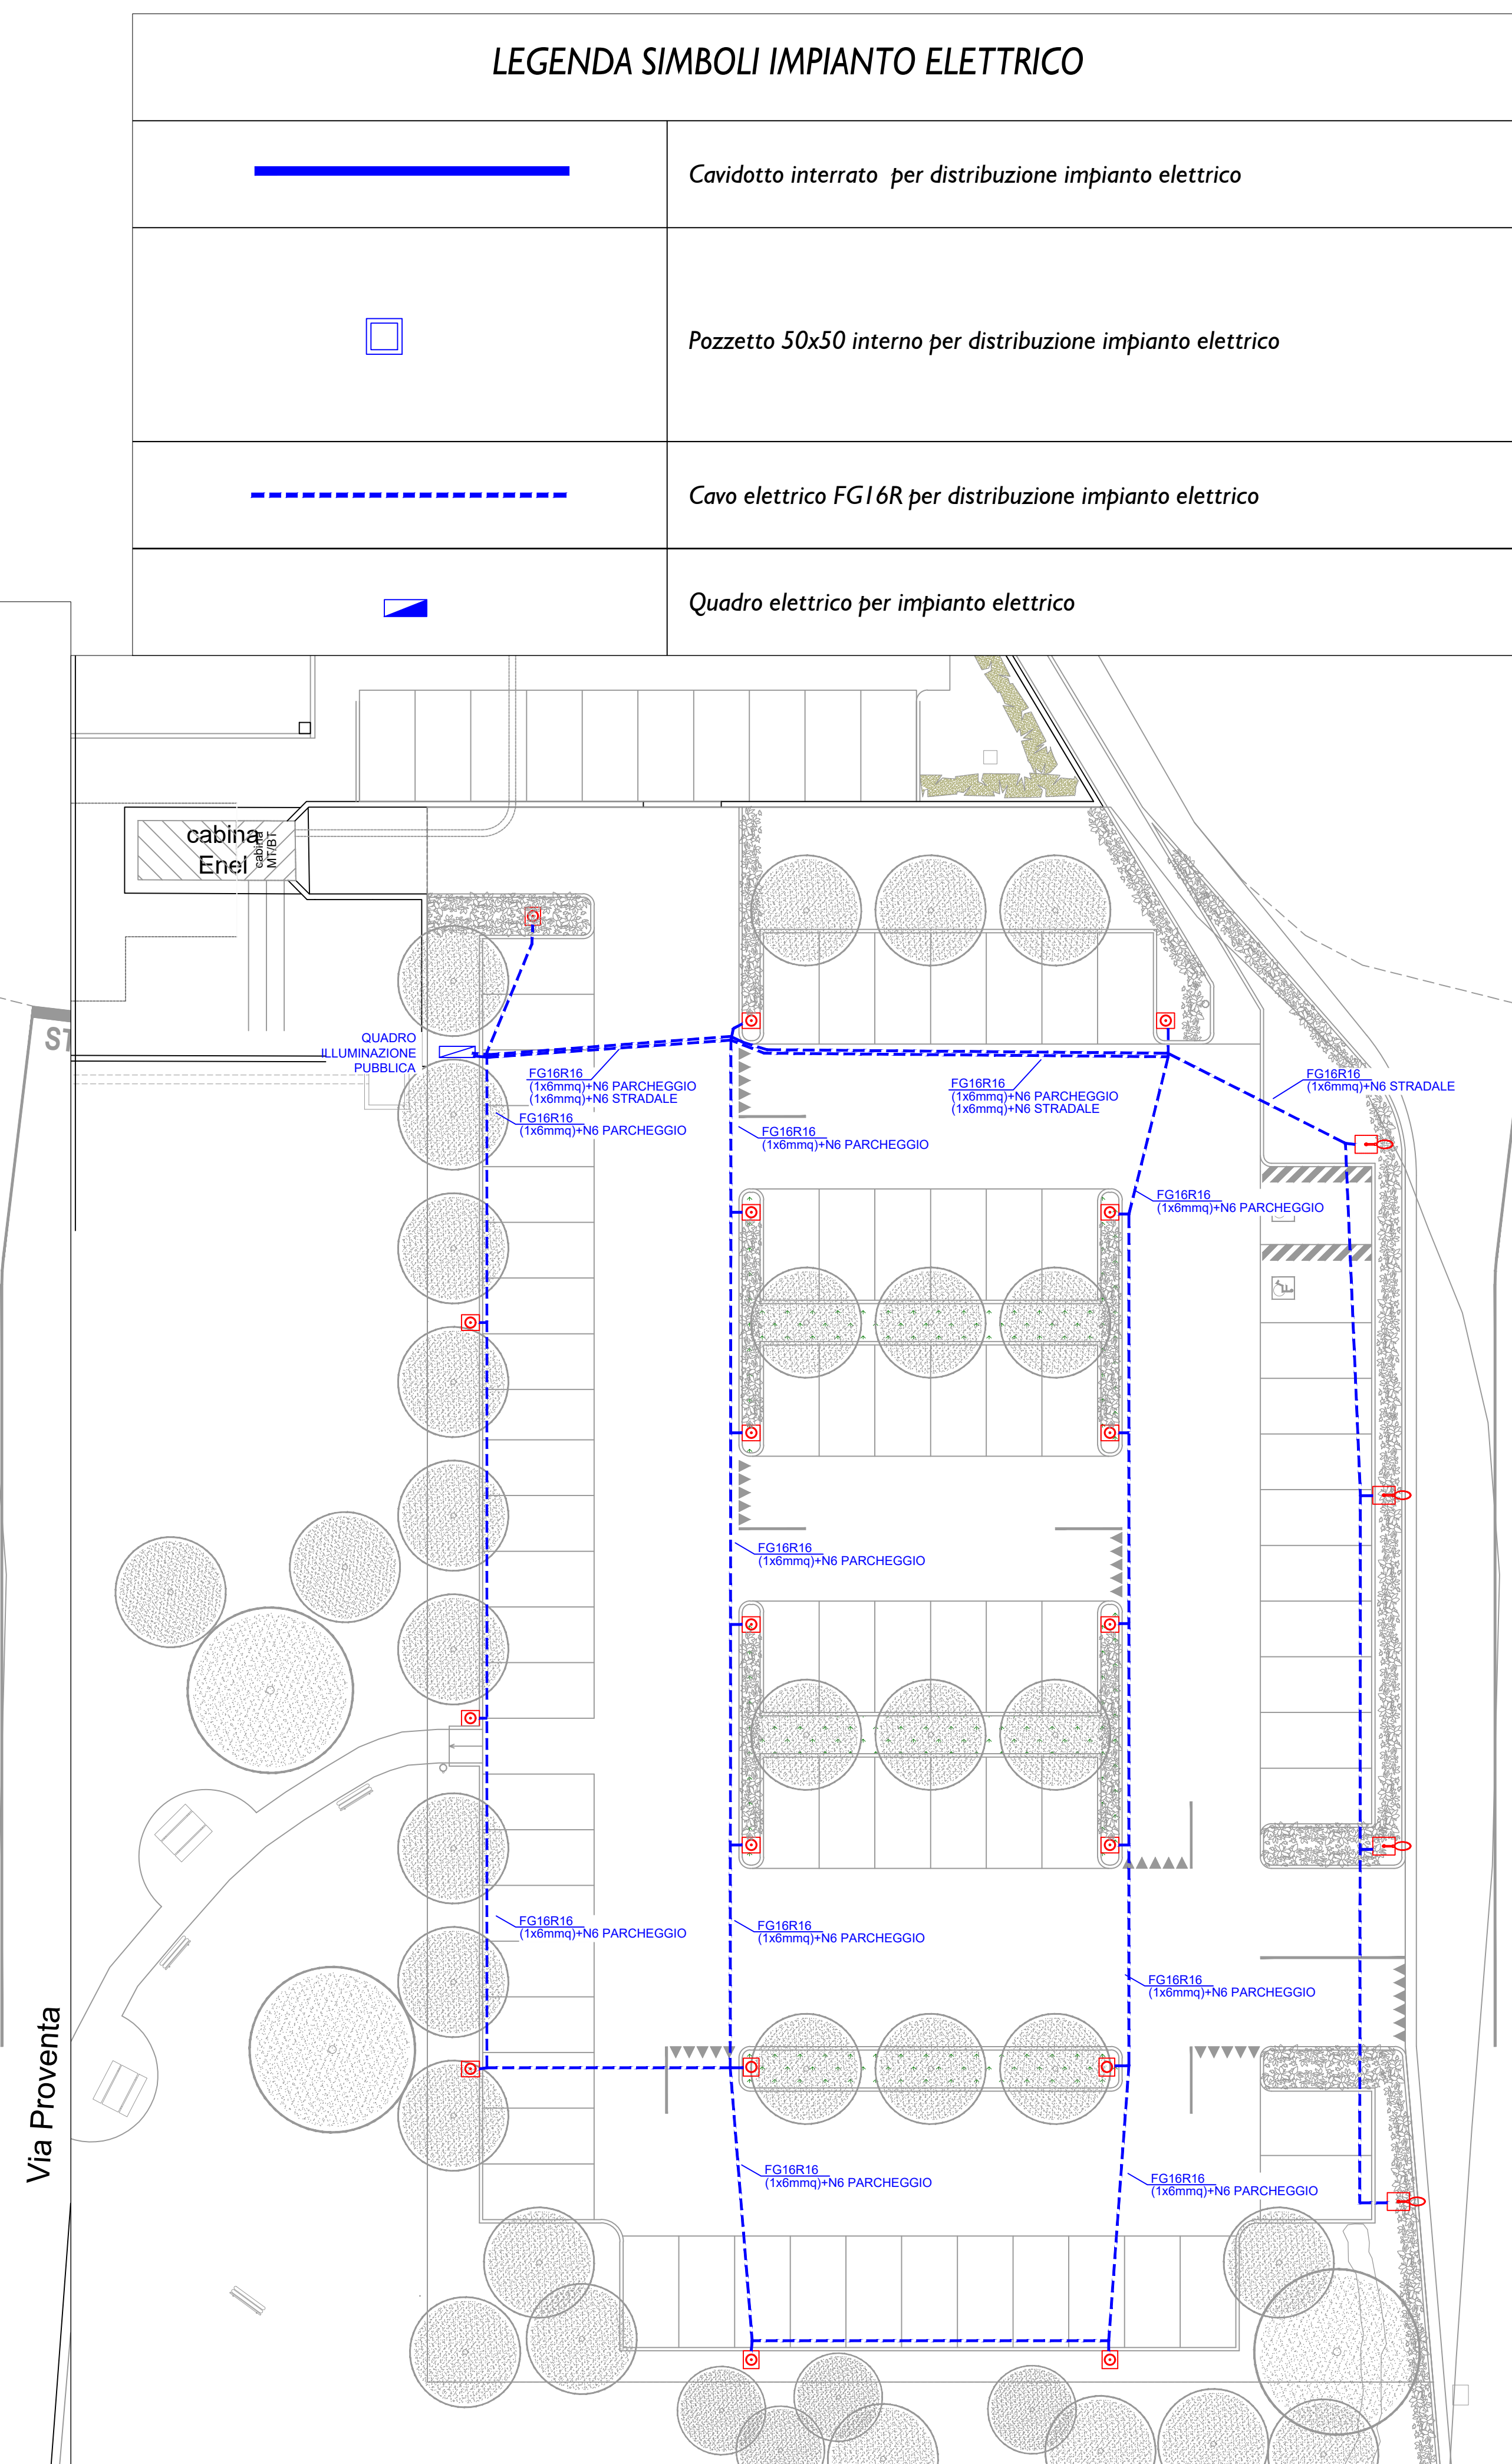 LEGENDA SIMBOLI IMPIANTO ELETTRICO
Cavidotto interrato per distribuzione impianto elettrico
Pozzetto 50x50 interno per distribuzione impianto elettrico
Cavo elettrico FG16R per distribuzione impianto elettrico
Quadro elettrico per impianto elettrico
cabina
Enel
cabina
MT/BT
ST
QUADRO
ILLUMINAZIONE
PUBBLICA
FG16R16
(1x6mmq)+N6 PARCHEGGIO
(1x6mmq)+N6 STRADALE
FG16R16
(1x6mmq)+N6 PARCHEGGIO
(1x6mmq)+N6 STRADALE
FG16R16
(1x6mmq)+N6 STRADALE
FG16R16
(1x6mmq)+N6 PARCHEGGIO
FG16R16
(1x6mmq)+N6 PARCHEGGIO
FG16R16
(1x6mmq)+N6 PARCHEGGIO
FG16R16
(1x6mmq)+N6 PARCHEGGIO
FG16R16
(1x6mmq)+N6 PARCHEGGIO
FG16R16
(1x6mmq)+N6 PARCHEGGIO
FG16R16
(1x6mmq)+N6 PARCHEGGIO
Via Proventa
FG16R16
(1x6mmq)+N6 PARCHEGGIO
FG16R16
(1x6mmq)+N6 PARCHEGGIO